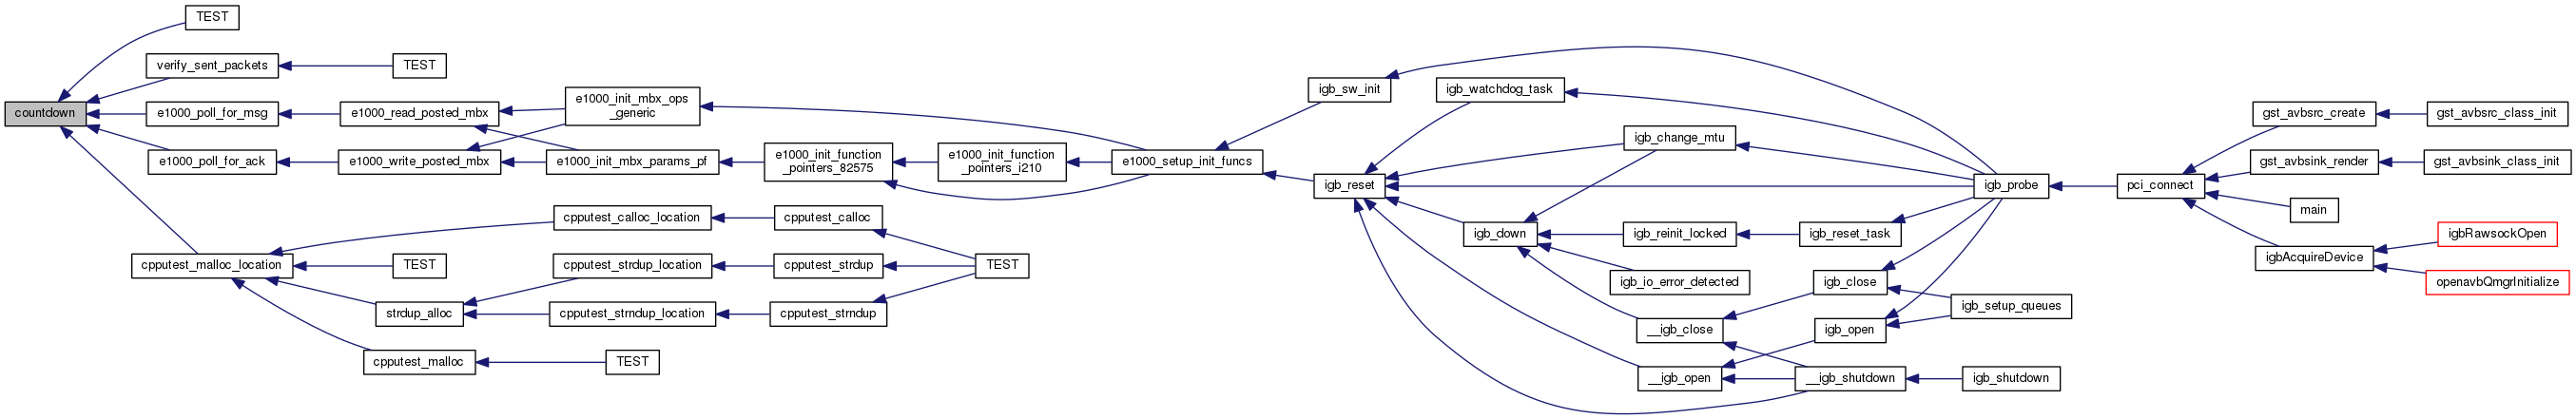 countdown
TEST
verify_sent_packets
TEST
e1000_poll_for_msg
e1000_read_posted_mbx
e1000_init_mbx_ops
_generic
e1000_poll_for_ack
e1000_write_posted_mbx
e1000_init_mbx_params_pf
e1000_init_function
_pointers_82575
e1000_init_function
_pointers_i210
e1000_setup_init_funcs
cpputest_malloc_location
cpputest_calloc_location
cpputest_calloc
TEST
TEST
strdup_alloc
cpputest_strdup_location
cpputest_strdup
cpputest_strndup_location
cpputest_strndup
cpputest_malloc
TEST
igb_sw_init
igb_reset
igb_watchdog_task
igb_change_mtu
igb_down
igb_reinit_locked
igb_reset_task
igb_io_error_detected
__igb_close
igb_close
__igb_open
igb_open
igb_setup_queues
__igb_shutdown
igb_shutdown
igb_probe
pci_connect
gst_avbsrc_create
gst_avbsrc_class_init
gst_avbsink_render
gst_avbsink_class_init
main
igbAcquireDevice
igbRawsockOpen
openavbQmgrInitialize